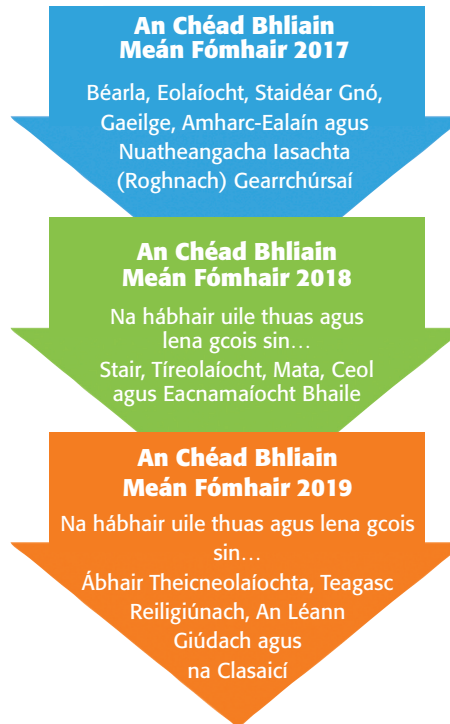 An Chéad Bhliain
Meán Fómhair 2017
Béarla, Eolaíocht, Staidéar Gnó,
Gaeilge, Amharc-Ealaín agus
Nuatheangacha Iasachta
(Roghnach) Gearrchúrsaí
An Chéad Bhliain
Meán Fómhair 2018
Na hábhair uile thuas agus
lena gcois sin…
Stair, Tíreolaíocht, Mata, Ceol
agus Eacnamaíocht Bhaile
An Chéad Bhliain
Meán Fómhair 2019
Na hábhair uile thuas agus lena gcois
sin…
Ábhair Theicneolaíochta, Teagasc
Reiligiúnach, An Léann
Giúdach agus
na Clasaicí